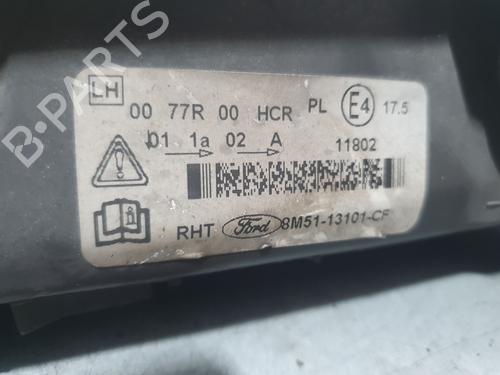 B-PARTS
LH
00 77R 00 HCR PL E4 17.5
01 1a 02 A 11802
RHT Ford 8M51-13101-CF